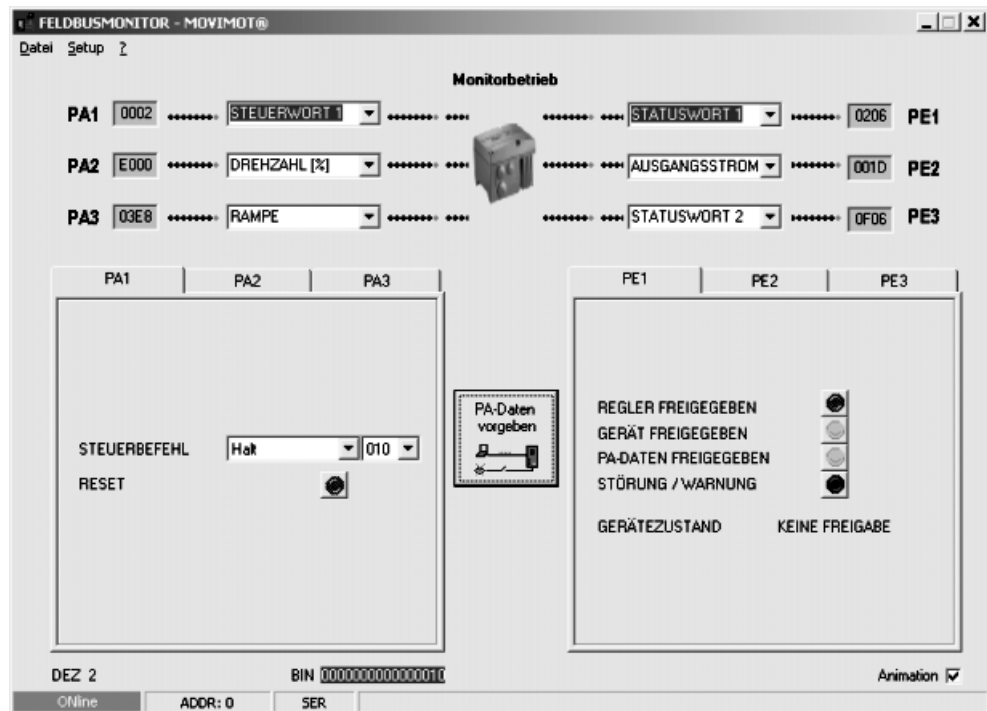 FELDBUSMONITOR - MOVIMOT®
Datei Setup ?
Monitorbetrieb
PA1 0002 STEUERWORT 1 STATUSWORT 1 0206 PE1
PA2 E000 DREHZAHL [%] AUSGANGSSTROM 001D PE2
PA3 03E8 RAMPE STATUSWORT 2 0F06 PE3
PA1 PA2 PA3 PE1 PE2 PE3
PA-Daten
vorgeben
STEUERBEFEHL Halt 010
RESET
REGLER FREIGEGEBEN
GERÄT FREIGEGEBEN
PA-DATEN FREIGEGEBEN
STÖRUNG / WARNUNG
GERÄTEZUSTAND KEINE FREIGABE
DEZ 2 BIN 0000000000000010 Animation
ONline ADDR: 0 SER